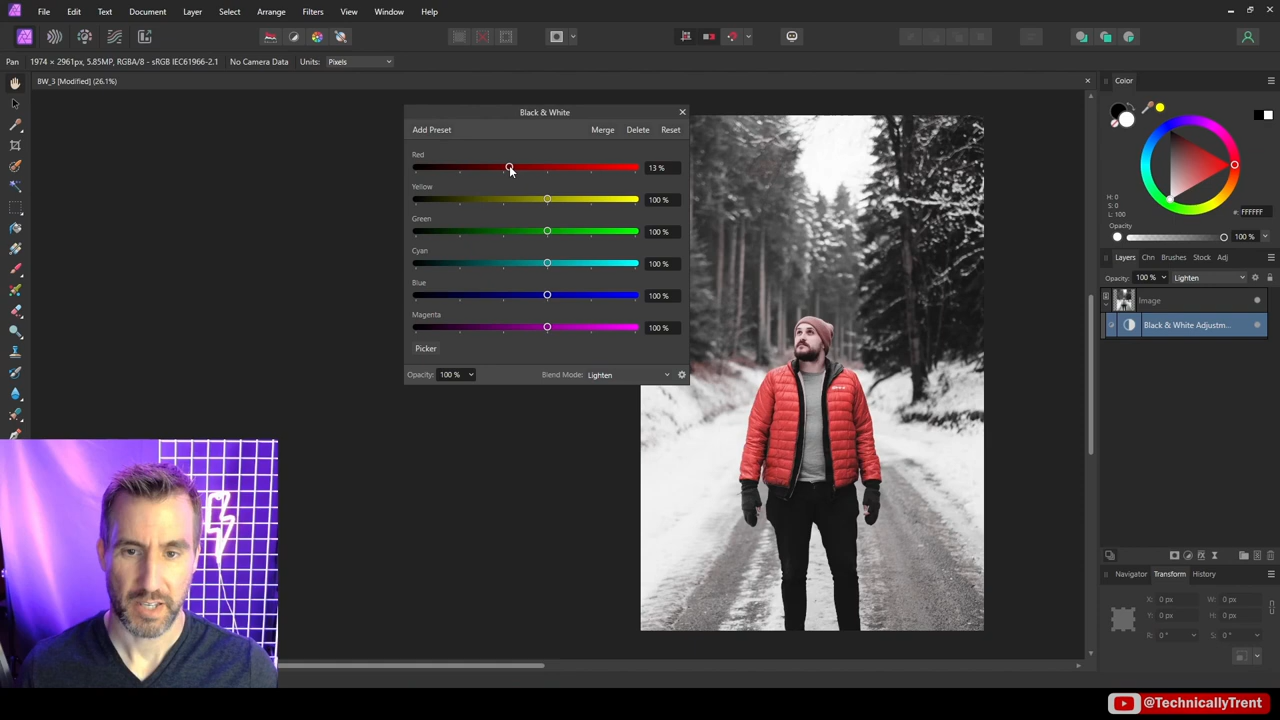 File Edit Text Document Layer Select Arrange Filters View Window Help
Pan 1974 × 2961px, 5.85MP, RGBA/8 - sRGB IEC61966-2.1 No Camera Data Units: Pixels
BW_3 [Modified] (26.1%)
Black & White
Add Preset Merge Delete Reset
Red
13 %
Yellow
100 %
Green
100 %
Cyan
100 %
Blue
100 %
Magenta
100 %
Picker
Opacity: 100 % Blend Mode: Lighten
Color
H: 0
S: 0
L: 100
#: FFFFFF
Opacity
100 %
Layers Chn Brushes Stock Adj
Opacity: 100 % Lighten
Image
Black & White Adjustm...
Navigator Transform History
X: 0 px W: 0 px
Y: 0 px H: 0 px
R: 0 ° S: 0 °
@TechnicallyTrent